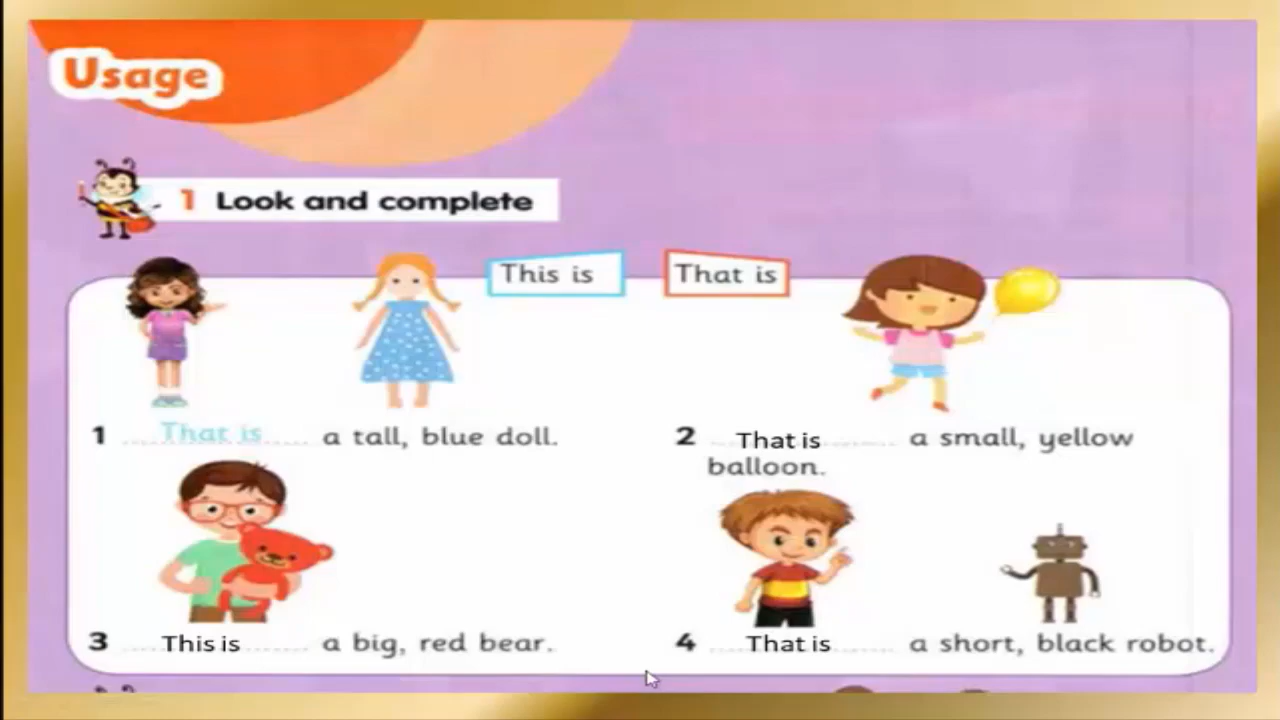 Usage
1 Look and complete
This is That is
1 That is a tall, blue doll.
2 That is a small, yellow
balloon.
3 This is a big, red bear.
4 That is a short, black robot.